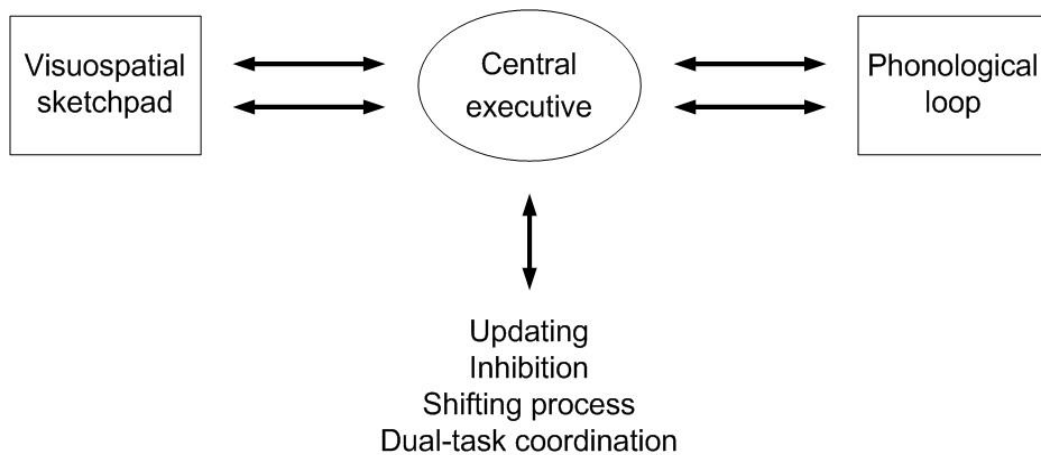 Visuospatial
sketchpad
Central
executive
Phonological
loop
Updating
Inhibition
Shifting process
Dual-task coordination